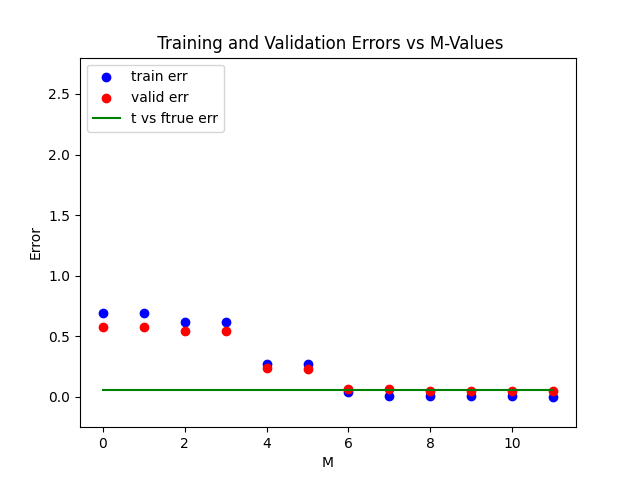 Training and Validation Errors vs M-Values
train err
valid err
t vs ftrue err
2.5
2.0
1.5
1.0
0.5
0.0
Error
0 2 4 6 8 10
M